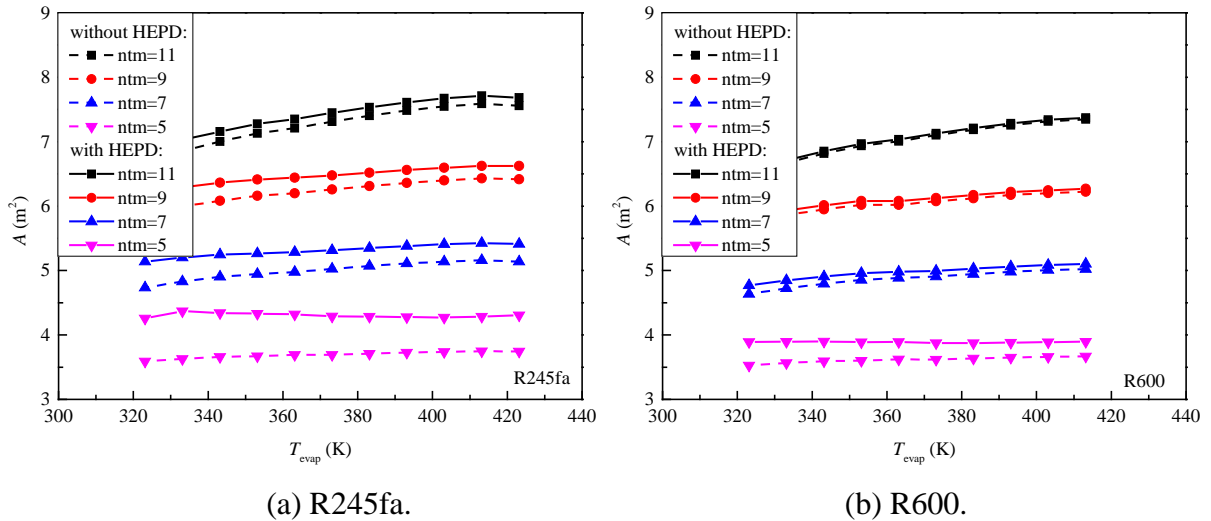 9
8
7
6
5
4
3
A (m²)
without HEPD:
ntm=11
ntm=9
ntm=7
ntm=5
with HEPD:
ntm=11
ntm=9
ntm=7
ntm=5
R245fa
300 320 340 360 380 400 420 440
T_evap (K)
(a) R245fa.
9
8
7
6
5
4
3
A (m²)
without HEPD:
ntm=11
ntm=9
ntm=7
ntm=5
with HEPD:
ntm=11
ntm=9
ntm=7
ntm=5
R600
300 320 340 360 380 400 420 440
T_evap (K)
(b) R600.